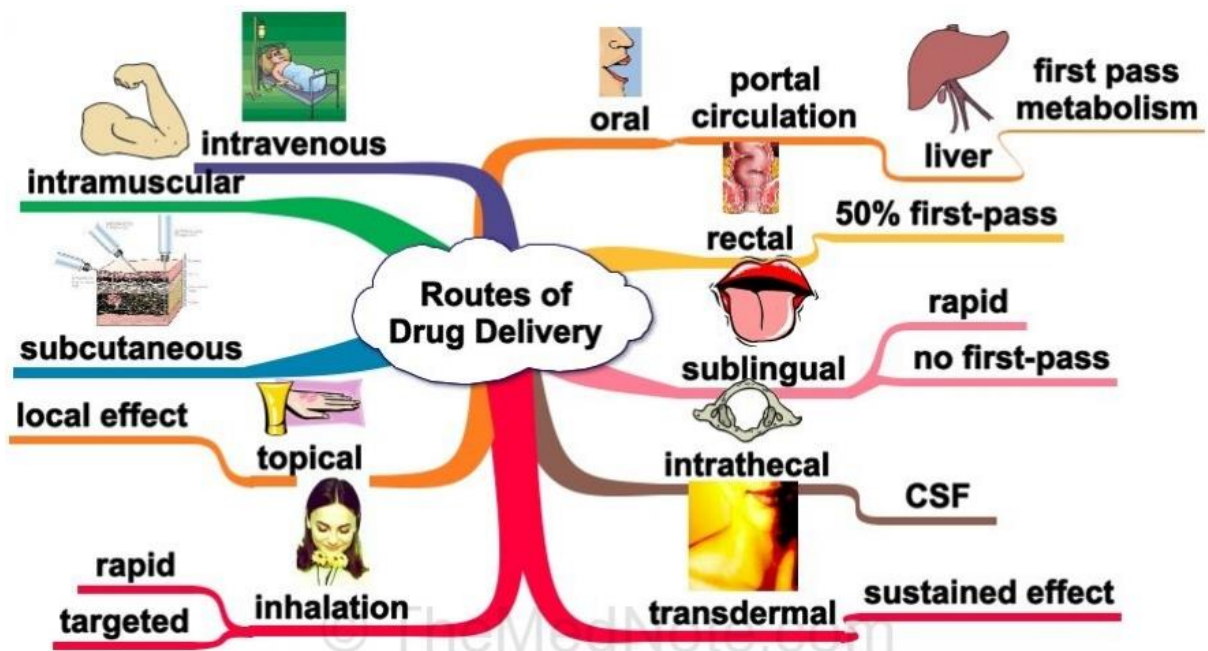 intravenous
intramuscular
subcutaneous
local effect
topical
rapid
targeted
inhalation
Routes of
Drug Delivery
oral
portal
circulation
liver
first pass
metabolism
rectal
50% first-pass
sublingual
rapid
no first-pass
intrathecal
CSF
transdermal
sustained effect
© TheMedNote.com